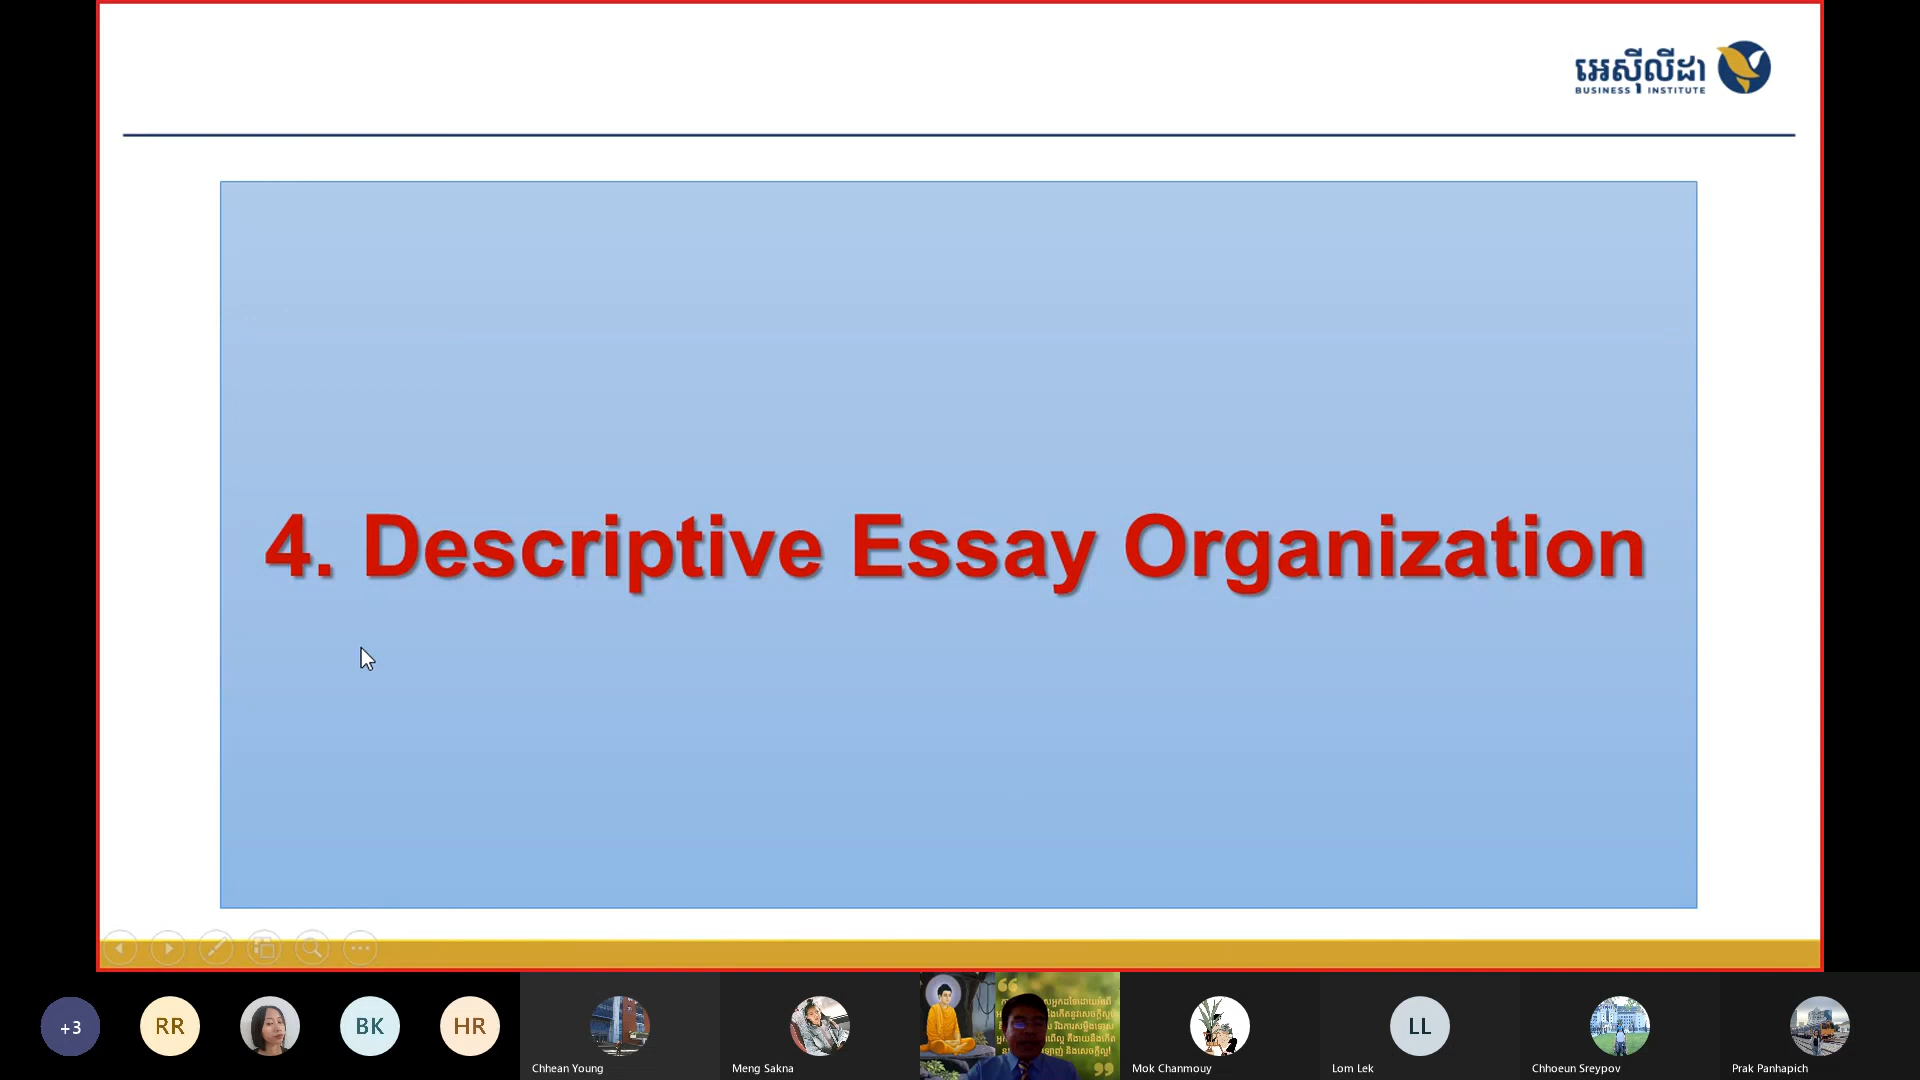 អេស៊ីលីដា
BUSINESS INSTITUTE
4. Descriptive Essay Organization
+3
RR
BK
HR
LL
Chhean Young
Meng Sakna
Mok Chanmouy
Lom Lek
Chhoeun Sreypov
Prak Panhapich